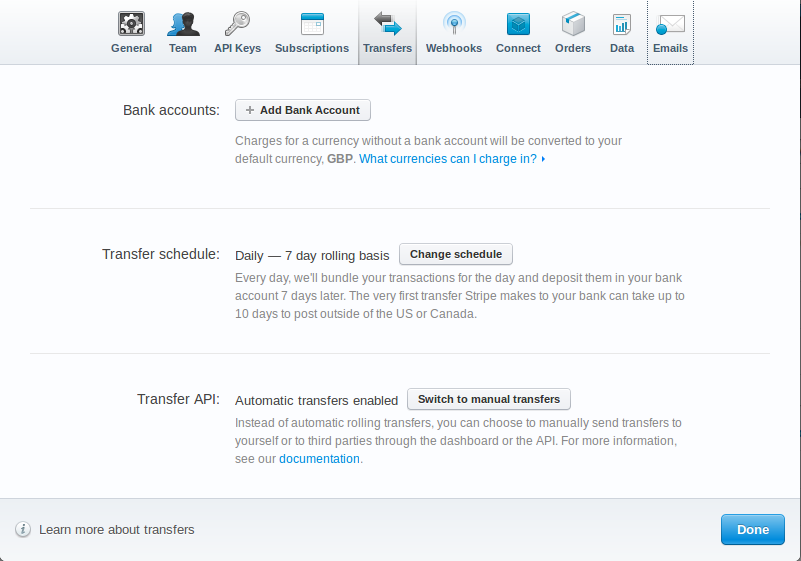 General Team API Keys Subscriptions Transfers Webhooks Connect Orders Data Emails
Bank accounts: + Add Bank Account
Charges for a currency without a bank account will be converted to your
default currency, GBP. What currencies can I charge in?
Transfer schedule: Daily — 7 day rolling basis Change schedule
Every day, we'll bundle your transactions for the day and deposit them in your bank
account 7 days later. The very first transfer Stripe makes to your bank can take up to
10 days to post outside of the US or Canada.
Transfer API: Automatic transfers enabled Switch to manual transfers
Instead of automatic rolling transfers, you can choose to manually send transfers to
yourself or to third parties through the dashboard or the API. For more information,
see our documentation.
i Learn more about transfers Done